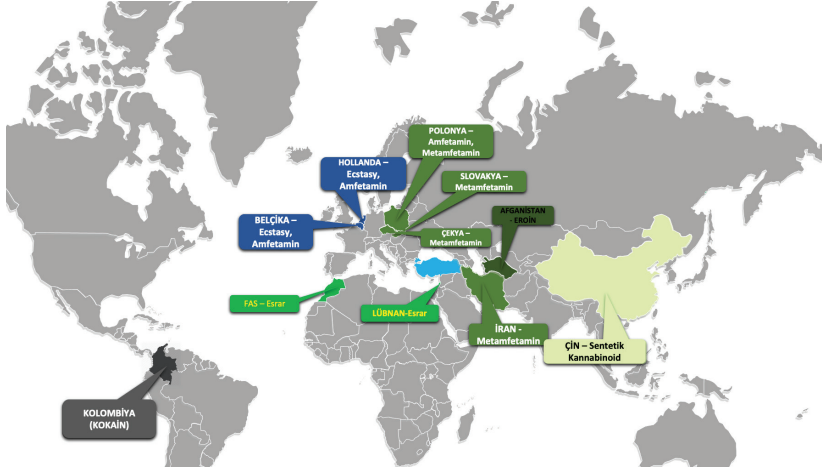 POLONYA –
Amfetamin,
Metamfetamin
HOLLANDA –
Ecstasy,
Amfetamin
SLOVAKYA –
Metamfetamin
AFGANİSTAN
- EROİN
BELÇİKA –
Ecstasy,
Amfetamin
ÇEKYA –
Metamfetamin
FAS – Esrar
LÜBNAN-Esrar
İRAN -
Metamfetamin
ÇİN – Sentetik
Kannabinoid
KOLOMBİYA
(KOKAİN)